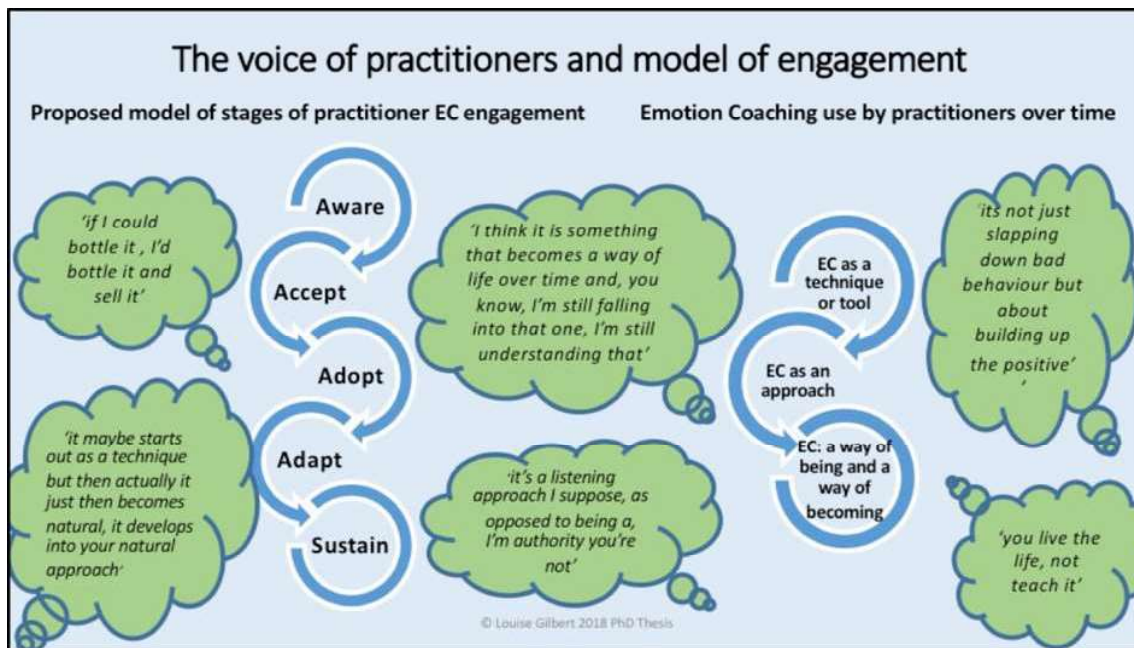 The voice of practitioners and model of engagement
Proposed model of stages of practitioner EC engagement
Emotion Coaching use by practitioners over time
'if I could
bottle it , I'd
bottle it and
sell it'
'it maybe starts
out as a technique
but then actually it
just then becomes
natural, it develops
into your natural
approach'
Aware
Accept
Adopt
Adapt
Sustain
'I think it is something
that becomes a way of
life over time and, you
know, I'm still falling
into that one, I'm still
understanding that'
'it's a listening
approach I suppose, as
opposed to being a,
I'm authority you're
not'
EC as a
technique
or tool
EC as an
approach
EC: a way of
being and a
way of
becoming
'its not just
slapping
down bad
behaviour but
about
building up
the positive'
'
'you live the
life, not
teach it'
© Louise Gilbert 2018 PhD Thesis